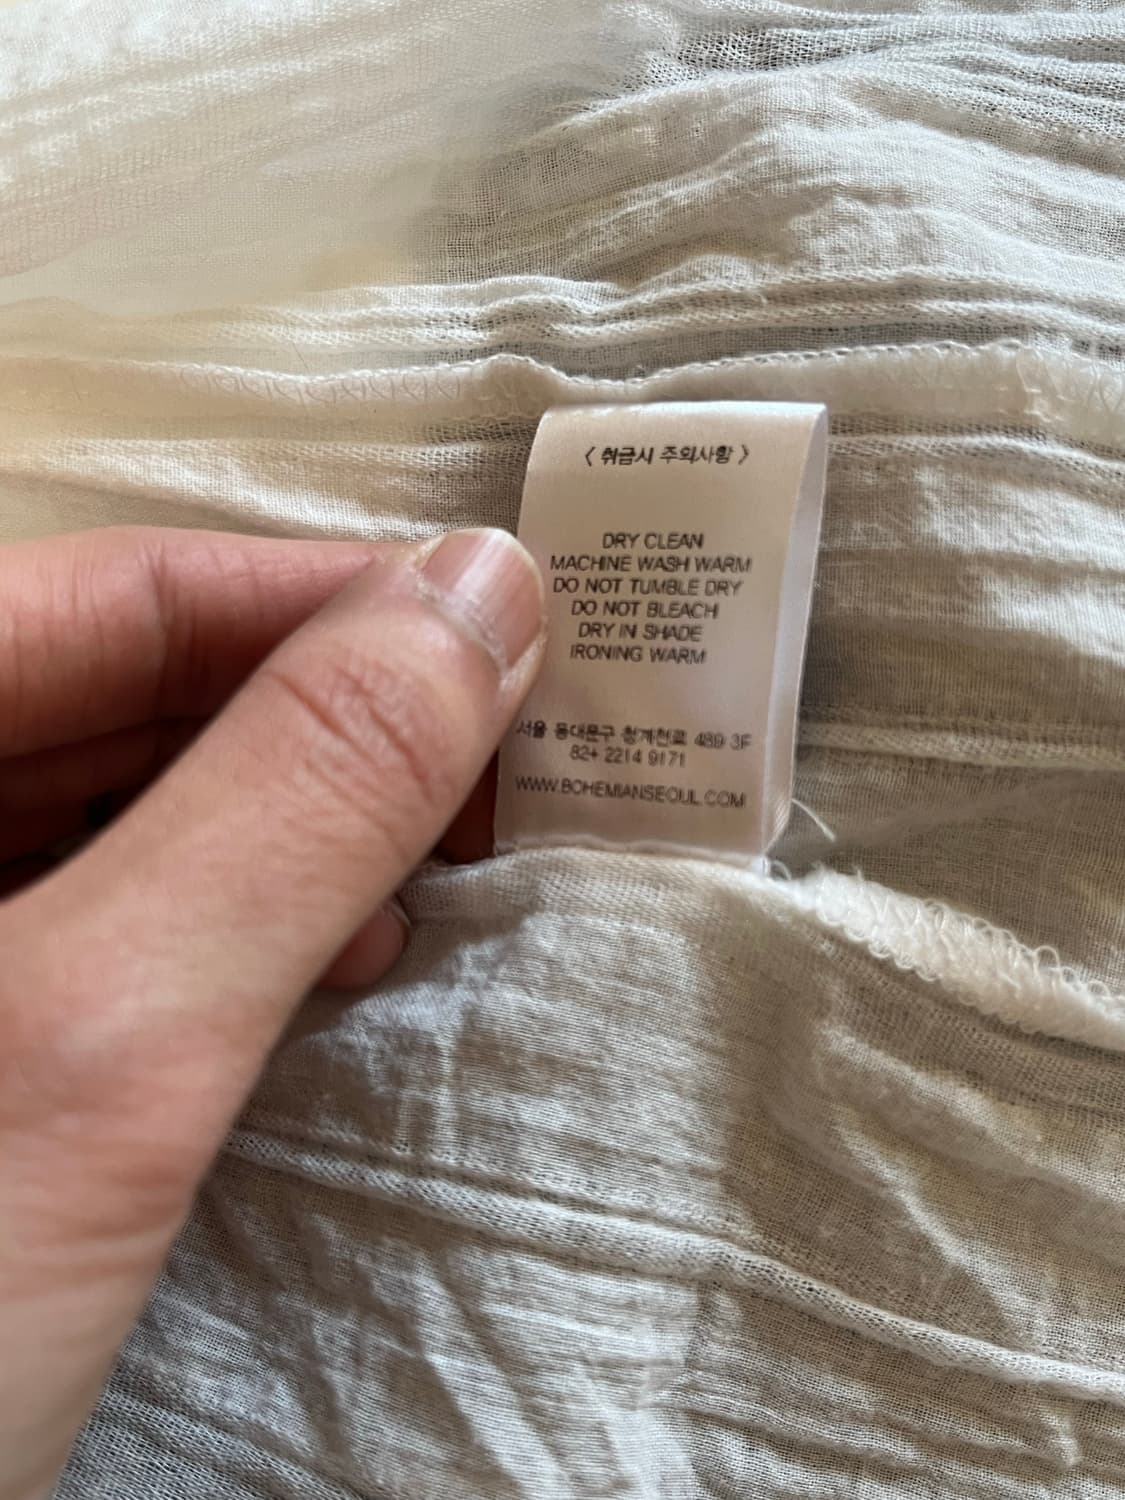 < 취급시 주의사항 >
DRY CLEAN
MACHINE WASH WARM
DO NOT TUMBLE DRY
DO NOT BLEACH
DRY IN SHADE
IRONING WARM
서울 동대문구 청계천로 489 3F
82+ 2214 9171
WWW.BOHEMIANSEOUL.COM